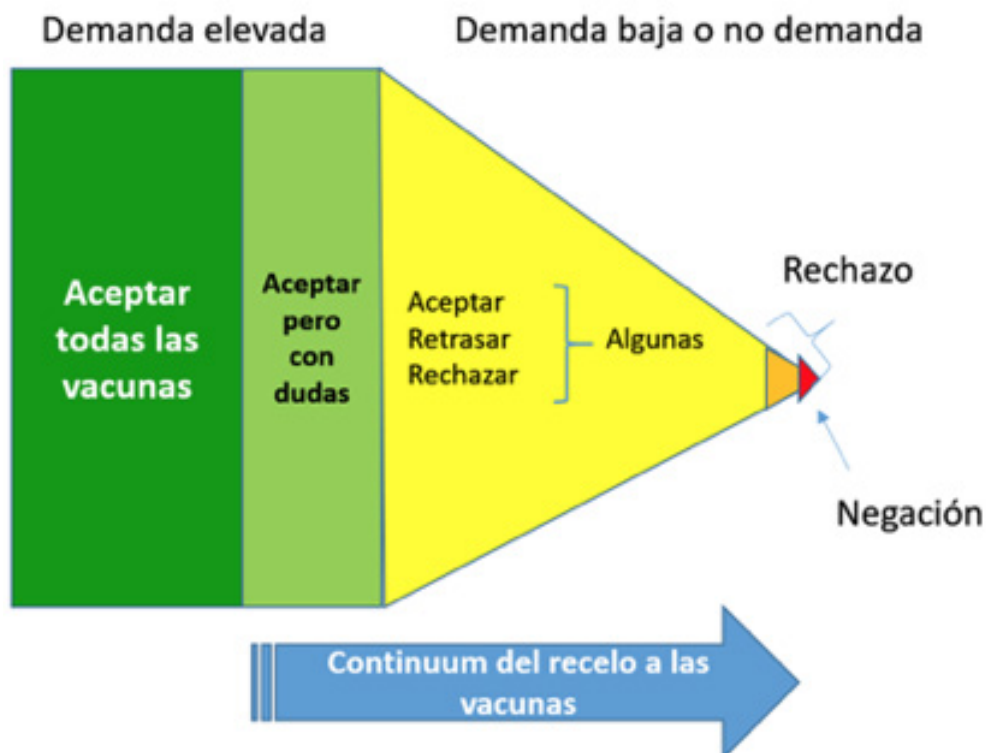 Demanda elevada
Demanda baja o no demanda
Aceptar
todas las
vacunas
Aceptar
pero
con
dudas
Aceptar
Retrasar
Rechazar
Algunas
Rechazo
Negación
Continuum del recelo a las
vacunas